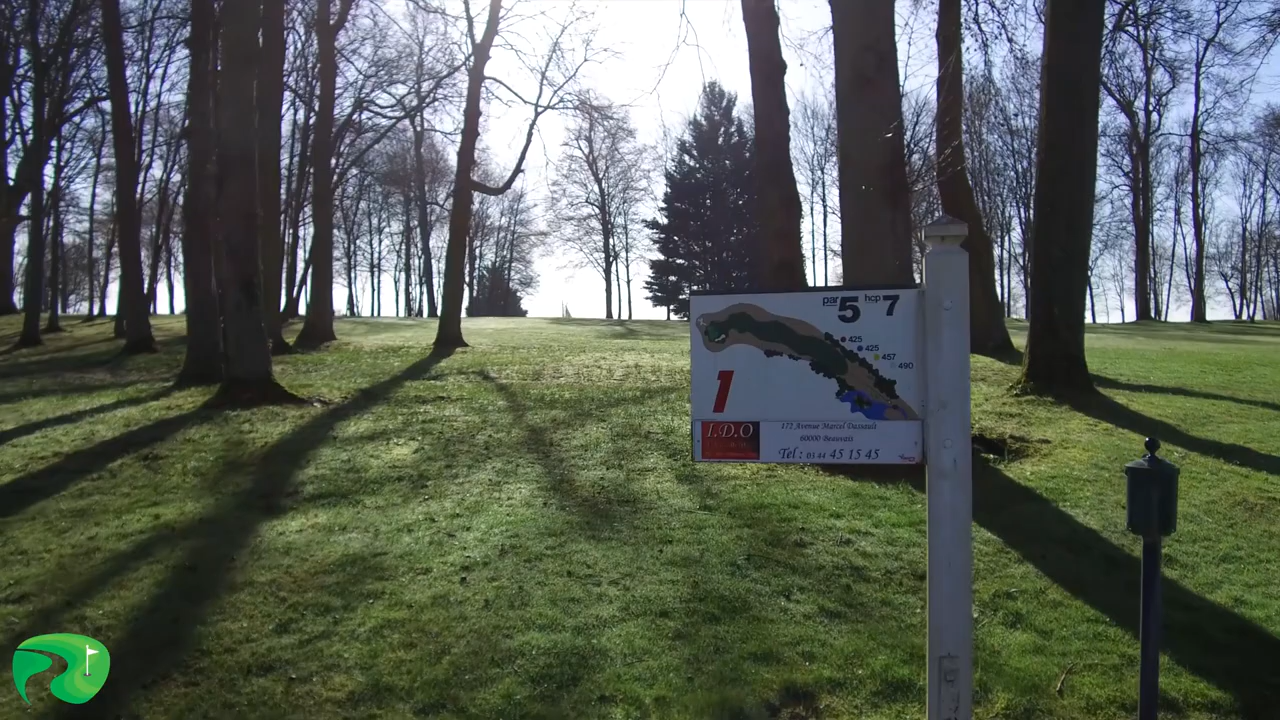 par 5 hcp 7
425
425
457
490
1
I.D.O
172 Avenue Marcel Dassault
60000 Beauvais
Tel : 03 44 45 15 45